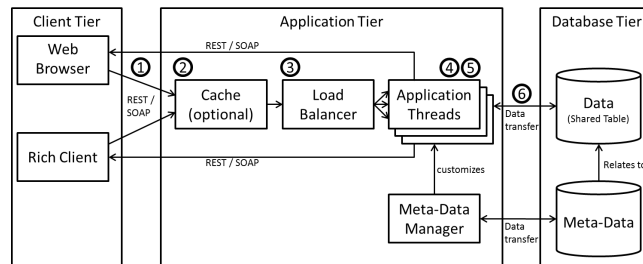 Client Tier
Application Tier
Database Tier
Web
Browser
REST / SOAP
1
2
3
4
5
6
REST /
SOAP
Cache
(optional)
Load
Balancer
Application
Threads
Data
transfer
Data
(Shared Table)
Rich Client
REST / SOAP
customizes
Relates to
Meta-Data
Manager
Data
transfer
Meta-Data